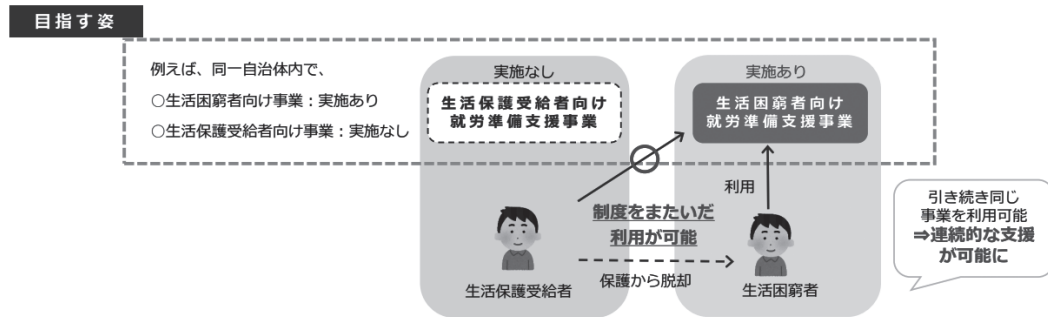 目指す姿
例えば、同一自治体内で、
○生活困窮者向け事業：実施あり
○生活保護受給者向け事業：実施なし
実施なし
生活保護受給者向け
就労準備支援事業
実施あり
生活困窮者向け
就労準備支援事業
利用
制度をまたいだ
利用が可能
保護から脱却
生活保護受給者
生活困窮者
引き続き同じ
事業を利用可能
⇒連続的な支援
が可能に